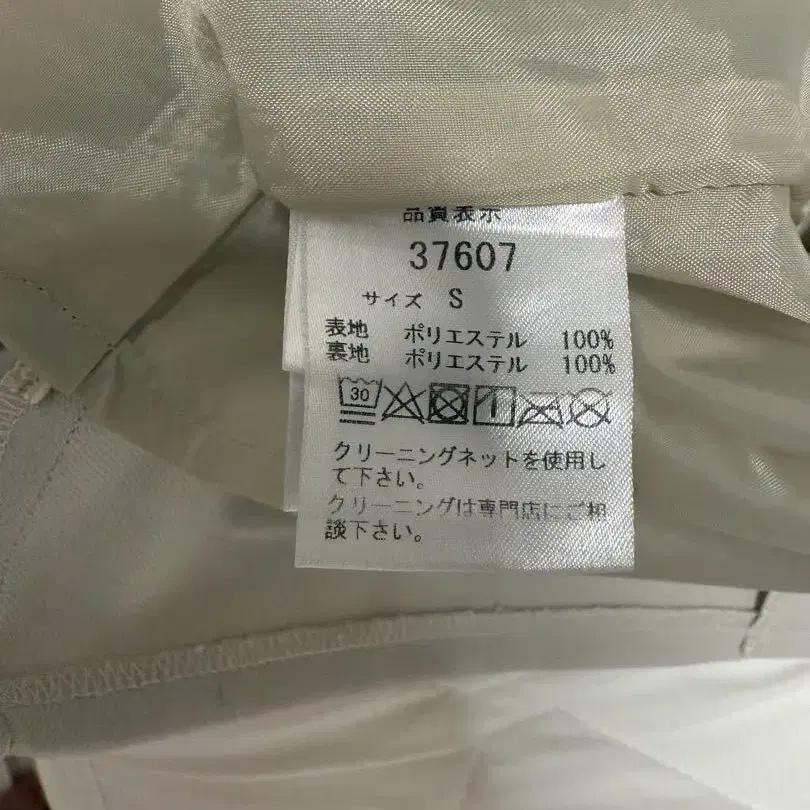 品質表示
37607
サイズ S
表地 ポリエステル 100%
裏地 ポリエステル 100%
30
クリーニングネットを使用し
て下さい。
クリーニングは専門店にご相
談下さい。